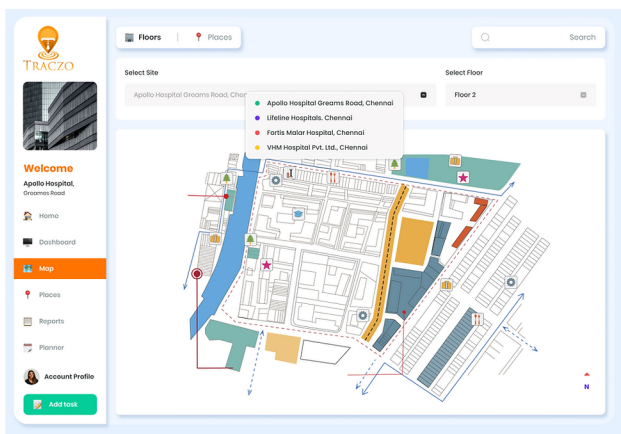 TRACZO
Floors
Places
Search
Select Site
Select Floor
Apollo Hospital Greams Road, Che
Floor 2
Apollo Hospital Greams Road, Chennai
Lifeline Hospitals. Chennai
Fortis Malar Hospital, Chennai
VHM Hospital Pvt. Ltd., CHennai
Welcome
Apollo Hospital,
Greames Road
Home
Dashboard
Map
Places
Reports
Planner
Account Profile
Add task
N